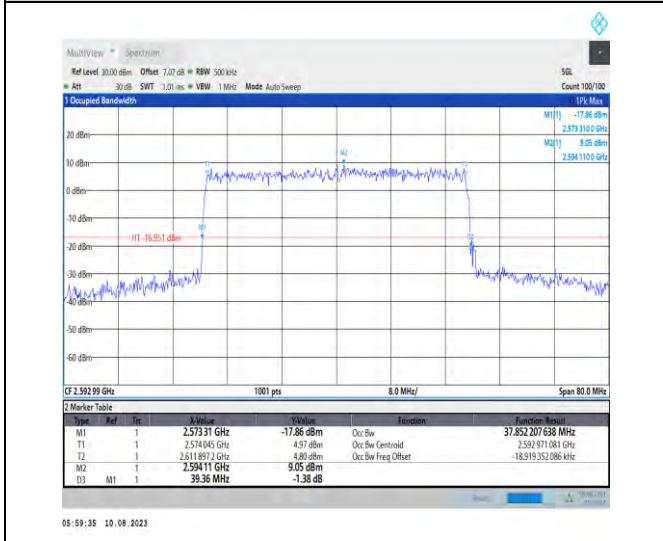 MultiView Spectrum
Ref Level 30.00 dBm Offset 7.07 dB RBW 500 kHz SGL
Att 30 dB SWT 1.01 ms VBW 1 MHz Mode Auto Sweep Count 100/100
1 Occupied Bandwidth 1Pk Max
M1[1] -17.86 dBm
2.573 310 0 GHz
M2[1] 9.05 dBm
2.594 110 0 GHz
20 dBm
10 dBm
0 dBm
-10 dBm
-20 dBm
-30 dBm
-40 dBm
-50 dBm
-60 dBm
H1 -16.951 dBm
M2
T1
M1
CF 2.592 99 GHz 1001 pts 8.0 MHz/ Span 80.0 MHz
2 Marker Table
Type Ref Trc X-Value Y-Value Function Function Result
M1 1 2.573 31 GHz -17.86 dBm Occ Bw 37.852 207 638 MHz
T1 1 2.574 045 GHz 4.97 dBm Occ Bw Centroid 2.592 971 081 GHz
T2 1 2.611 897 2 GHz 4.80 dBm Occ Bw Freq Offset -18.919 352 086 kHz
M2 1 2.594 11 GHz 9.05 dBm
D3 M1 1 39.36 MHz -1.38 dB
05:59:35 10.08.2023